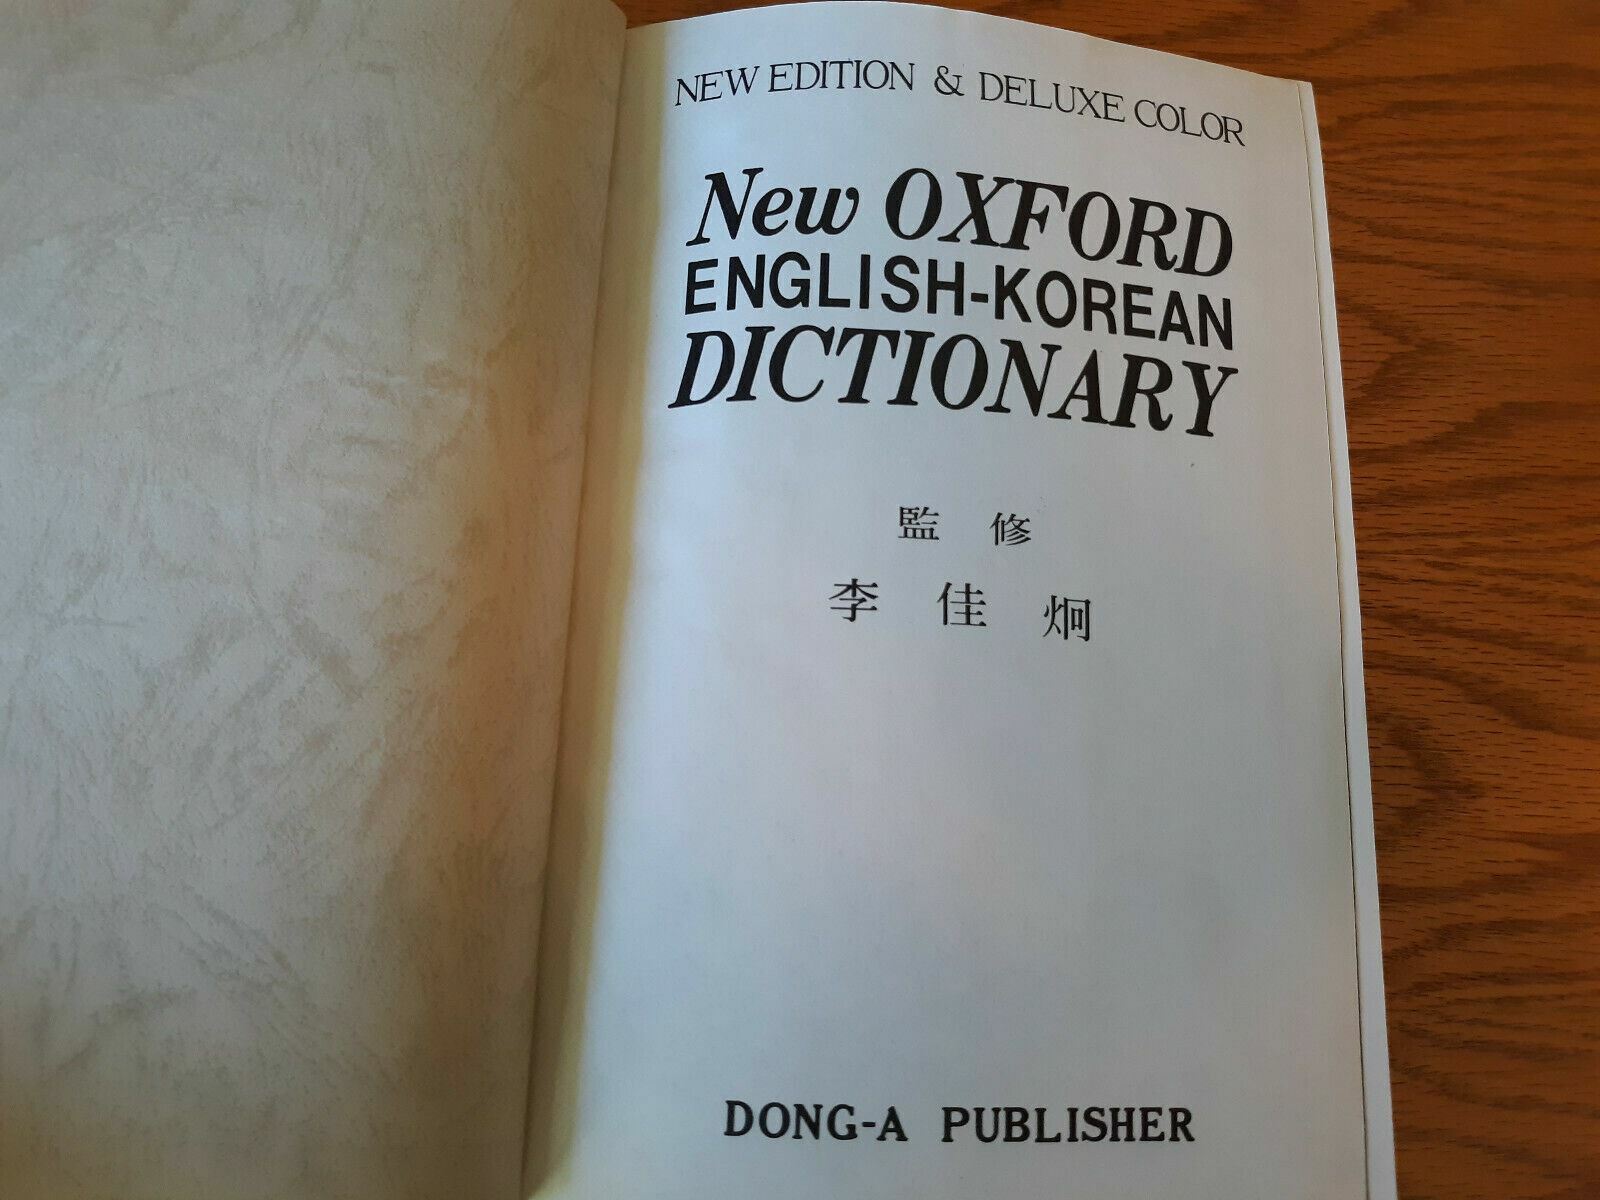 NEW EDITION & DELUXE COLOR
New OXFORD
ENGLISH-KOREAN
DICTIONARY
監 修
李 佳 炯
DONG-A PUBLISHER